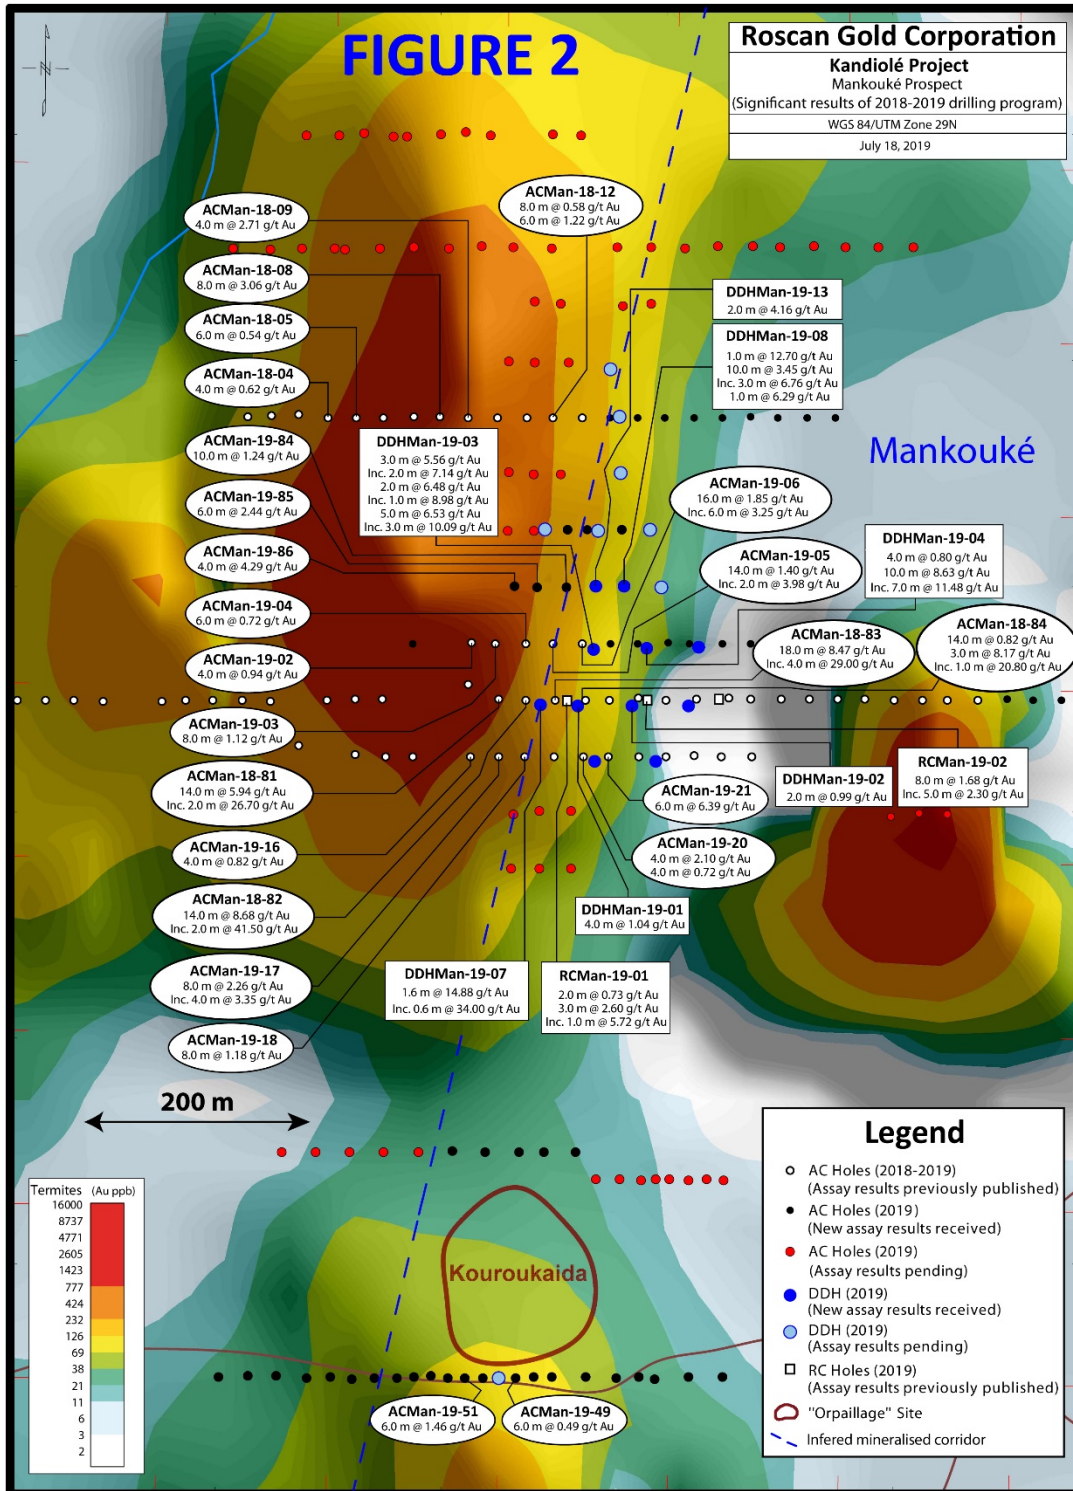 FIGURE 2
Roscan Gold Corporation
Kandiolé Project
Mankouké Prospect
(Significant results of 2018-2019 drilling program)
WGS 84/UTM Zone 29N
July 18, 2019
N
ACMan-18-12
8.0 m @ 0.58 g/t Au
6.0 m @ 1.22 g/t Au
ACMan-18-09
4.0 m @ 2.71 g/t Au
ACMan-18-08
8.0 m @ 3.06 g/t Au
ACMan-18-05
6.0 m @ 0.54 g/t Au
ACMan-18-04
4.0 m @ 0.62 g/t Au
DDHMan-19-13
2.0 m @ 4.16 g/t Au
DDHMan-19-08
1.0 m @ 12.70 g/t Au
10.0 m @ 3.45 g/t Au
Inc. 3.0 m @ 6.76 g/t Au
1.0 m @ 6.29 g/t Au
Mankouké
ACMan-19-84
10.0 m @ 1.24 g/t Au
ACMan-19-85
6.0 m @ 2.44 g/t Au
ACMan-19-86
4.0 m @ 4.29 g/t Au
ACMan-19-04
6.0 m @ 0.72 g/t Au
ACMan-19-02
4.0 m @ 0.94 g/t Au
ACMan-19-03
8.0 m @ 1.12 g/t Au
ACMan-18-81
14.0 m @ 5.94 g/t Au
Inc. 2.0 m @ 26.70 g/t Au
ACMan-19-16
4.0 m @ 0.82 g/t Au
ACMan-18-82
14.0 m @ 8.68 g/t Au
Inc. 2.0 m @ 41.50 g/t Au
ACMan-19-17
8.0 m @ 2.26 g/t Au
Inc. 4.0 m @ 3.35 g/t Au
ACMan-19-18
8.0 m @ 1.18 g/t Au
DDHMan-19-03
3.0 m @ 5.56 g/t Au
Inc. 2.0 m @ 7.14 g/t Au
2.0 m @ 6.48 g/t Au
Inc. 1.0 m @ 8.98 g/t Au
5.0 m @ 6.53 g/t Au
Inc. 3.0 m @ 10.09 g/t Au
ACMan-19-06
16.0 m @ 1.85 g/t Au
Inc. 6.0 m @ 3.25 g/t Au
ACMan-19-05
14.0 m @ 1.40 g/t Au
Inc. 2.0 m @ 3.98 g/t Au
DDHMan-19-04
4.0 m @ 0.80 g/t Au
10.0 m @ 8.63 g/t Au
Inc. 7.0 m @ 11.48 g/t Au
ACMan-18-83
18.0 m @ 8.47 g/t Au
Inc. 4.0 m @ 29.00 g/t Au
ACMan-18-84
14.0 m @ 0.82 g/t Au
3.0 m @ 8.17 g/t Au
Inc. 1.0 m @ 20.80 g/t Au
DDHMan-19-02
2.0 m @ 0.99 g/t Au
RCMan-19-02
8.0 m @ 1.68 g/t Au
Inc. 5.0 m @ 2.30 g/t Au
ACMan-19-21
6.0 m @ 6.39 g/t Au
ACMan-19-20
4.0 m @ 2.10 g/t Au
4.0 m @ 0.72 g/t Au
DDHMan-19-01
4.0 m @ 1.04 g/t Au
DDHMan-19-07
1.6 m @ 14.88 g/t Au
Inc. 0.6 m @ 34.00 g/t Au
RCMan-19-01
2.0 m @ 0.73 g/t Au
3.0 m @ 2.60 g/t Au
Inc. 1.0 m @ 5.72 g/t Au
200 m
Termites (Au ppb)
16000
8737
4771
2605
1423
777
424
232
126
69
38
21
11
6
3
2
Kouroukaida
ACMan-19-51
6.0 m @ 1.46 g/t Au
ACMan-19-49
6.0 m @ 0.49 g/t Au
Legend
AC Holes (2018-2019)
(Assay results previously published)
AC Holes (2019)
(New assay results received)
AC Holes (2019)
(Assay results pending)
DDH (2019)
(New assay results received)
DDH (2019)
(Assay results pending)
RC Holes (2019)
(Assay results previously published)
"Orpaillage" Site
Infered mineralised corridor